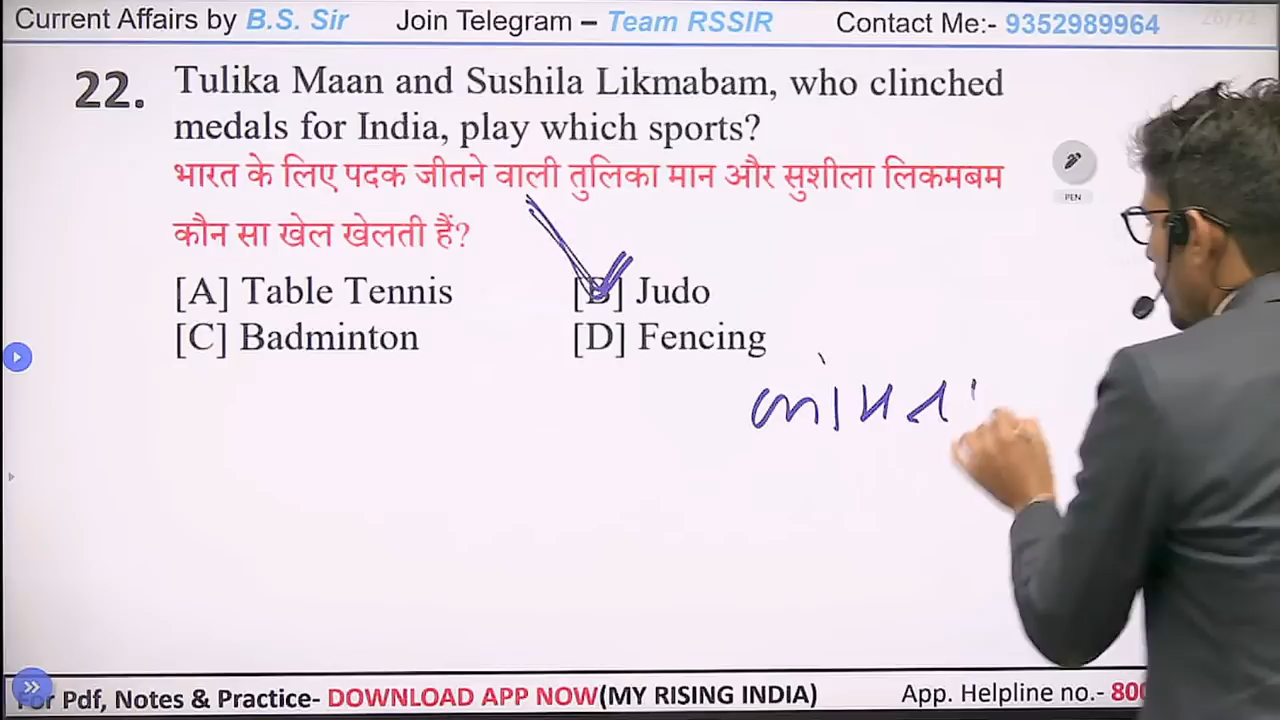 Current Affairs by B.S. Sir Join Telegram – Team RSSIR Contact Me:- 9352989964
22. Tulika Maan and Sushila Likmabam, who clinched
medals for India, play which sports?
भारत के लिए पदक जीतने वाली तुलिका मान और सुशीला लिकमबम
कौन सा खेल खेलती हैं?
[A] Table Tennis [B] Judo
[C] Badminton [D] Fencing
PEN
For Pdf, Notes & Practice- DOWNLOAD APP NOW(MY RISING INDIA) App. Helpline no.- 800